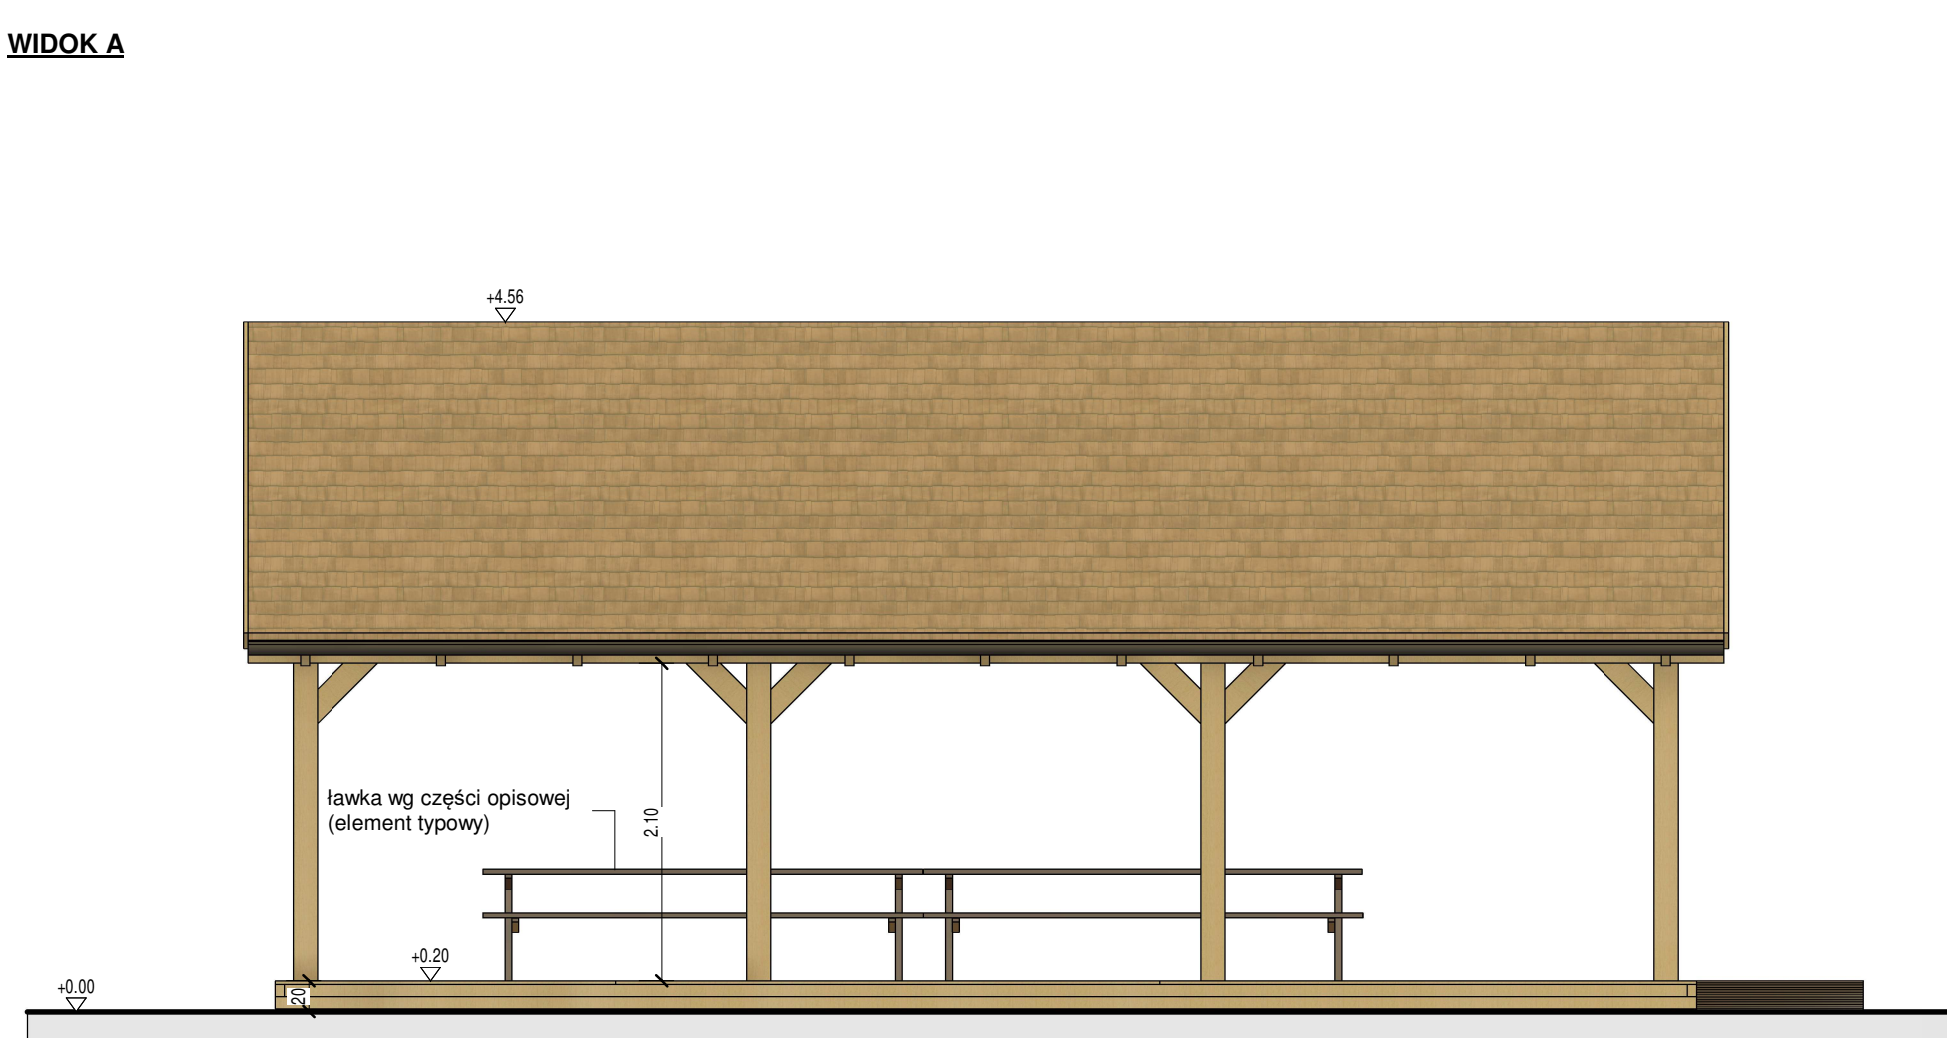 WIDOK A
+4.56
ławka wg części opisowej
(element typowy)
2.10
+0.20
+0.00
20